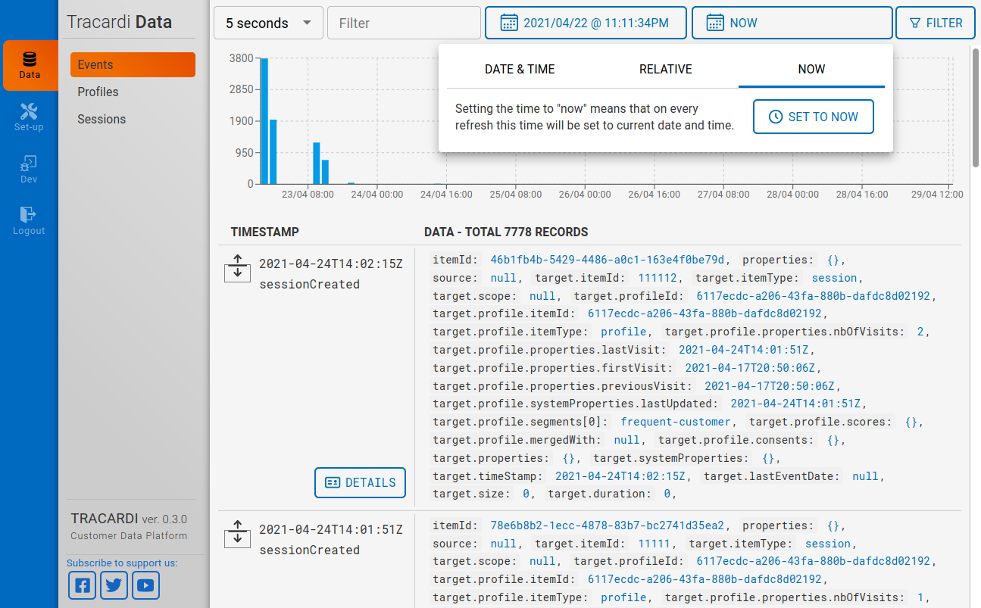 Tracardi Data
5 seconds
Filter
2021/04/22 @ 11:11:34PM
NOW
FILTER
Data
Set-up
Dev
Logout
Events
Profiles
Sessions
DATE & TIME
RELATIVE
NOW
Setting the time to "now" means that on every
refresh this time will be set to current date and time.
SET TO NOW
3800
2850
1900
950
0
23/04 08:00
24/04 00:00
24/04 16:00
25/04 08:00
26/04 00:00
26/04 16:00
27/04 08:00
28/04 00:00
28/04 16:00
29/04 12:00
TIMESTAMP
DATA - TOTAL 7778 RECORDS
2021-04-24T14:02:15Z
sessionCreated
itemId: 46b1fb4b-5429-4486-a0c1-163e4f0be79d, properties: {},
source: null, target.itemId: 111112, target.itemType: session,
target.scope: null, target.profileId: 6117ecdc-a206-43fa-880b-dafdc8d02192,
target.profile.itemId: 6117ecdc-a206-43fa-880b-dafdc8d02192,
target.profile.itemType: profile, target.profile.properties.nbOfVisits: 2,
target.profile.properties.lastVisit: 2021-04-24T14:01:51Z,
target.profile.properties.firstVisit: 2021-04-17T20:50:06Z,
target.profile.properties.previousVisit: 2021-04-17T20:50:06Z,
target.profile.systemProperties.lastUpdated: 2021-04-24T14:01:51Z,
target.profile.segments[0]: frequent-customer, target.profile.scores: {},
target.profile.mergedWith: null, target.profile.consents: {},
target.properties: {}, target.systemProperties: {},
target.timeStamp: 2021-04-24T14:02:15Z, target.lastEventDate: null,
target.size: 0, target.duration: 0,
DETAILS
2021-04-24T14:01:51Z
sessionCreated
itemId: 78e6b8b2-1ecc-4878-83b7-bc2741d35ea2, properties: {},
source: null, target.itemId: 11111, target.itemType: session,
target.scope: null, target.profileId: 6117ecdc-a206-43fa-880b-dafdc8d02192,
target.profile.itemId: 6117ecdc-a206-43fa-880b-dafdc8d02192,
target.profile.itemType: profile, target.profile.properties.nbOfVisits: 1,
TRACARDI ver. 0.3.0
Customer Data Platform
Subscribe to support us: